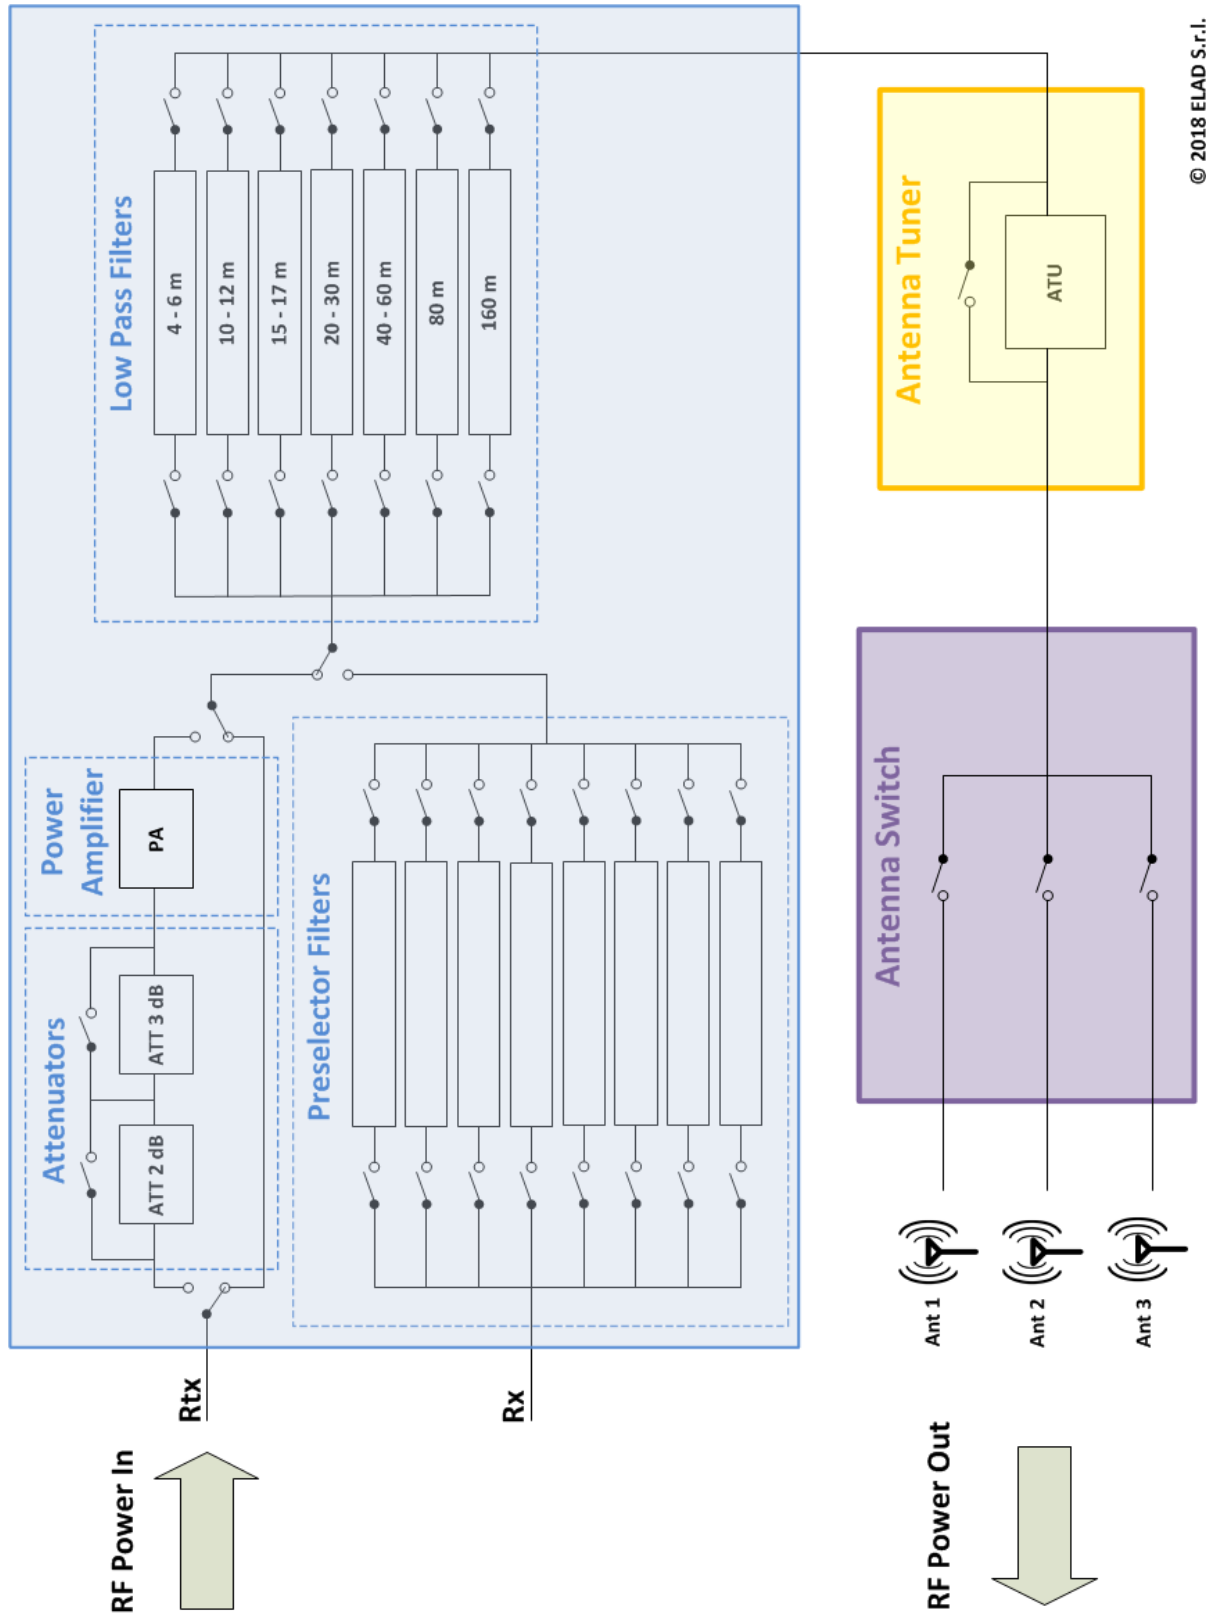 RF Power In
Rtx
Attenuators
ATT 2 dB
ATT 3 dB
Power
Amplifier
PA
Low Pass Filters
4 - 6 m
10 - 12 m
15 - 17 m
20 - 30 m
40 - 60 m
80 m
160 m
Rx
Preselector Filters
RF Power Out
Ant 1
Ant 2
Ant 3
Antenna Switch
Antenna Tuner
ATU
© 2018 ELAD S.r.l.